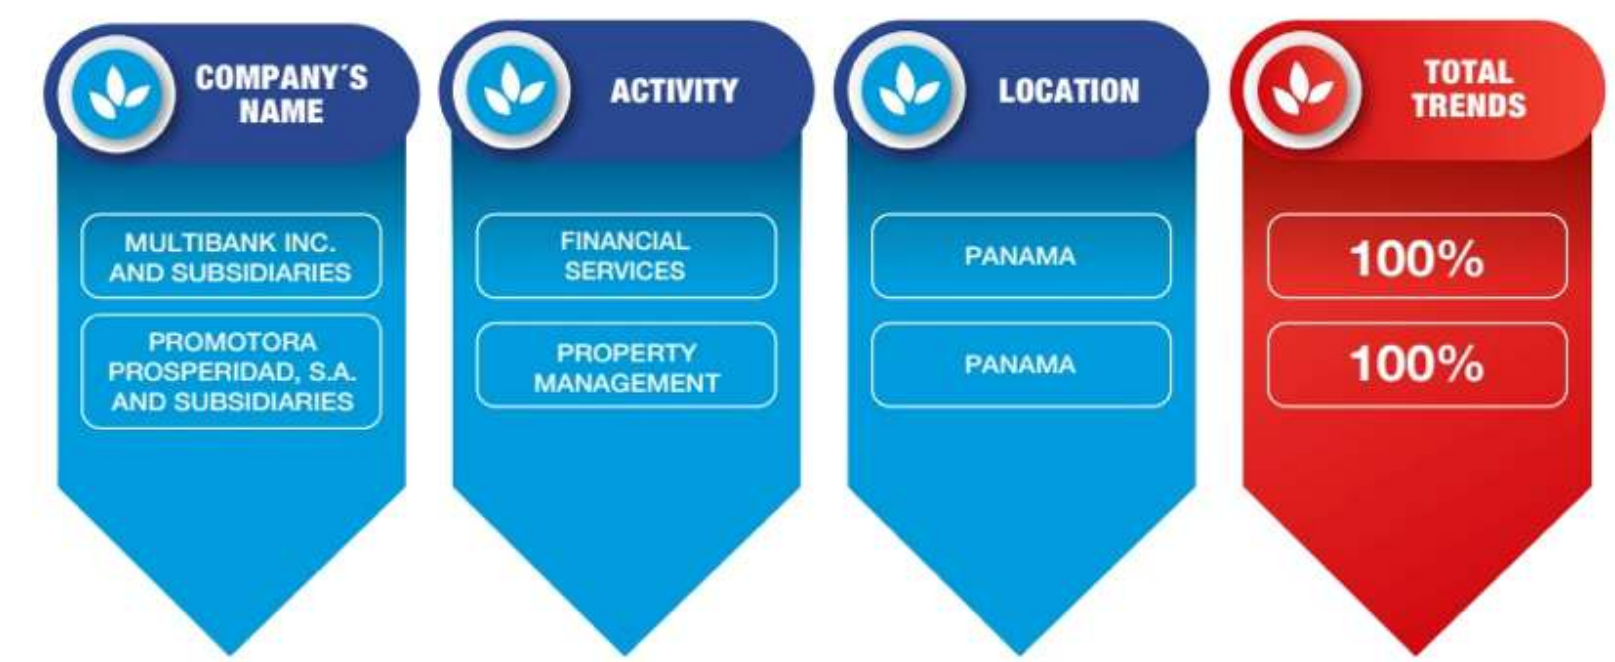 COMPANY´S
NAME
MULTIBANK INC.
AND SUBSIDIARIES
PROMOTORA
PROSPERIDAD, S.A.
AND SUBSIDIARIES
ACTIVITY
FINANCIAL
SERVICES
PROPERTY
MANAGEMENT
LOCATION
PANAMA
PANAMA
TOTAL
TRENDS
100%
100%